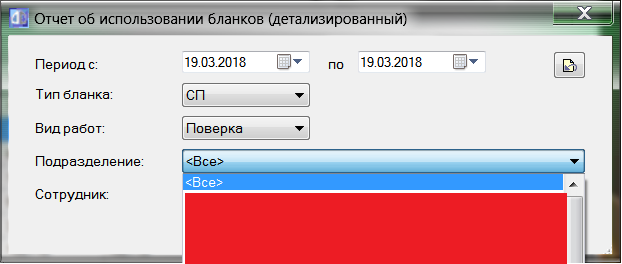 Отчет об использовании бланков (детализированный)
Период с: 19.03.2018 по 19.03.2018
Тип бланка: СП
Вид работ: Поверка
Подразделение: <Все>
<Все>
Сотрудник: